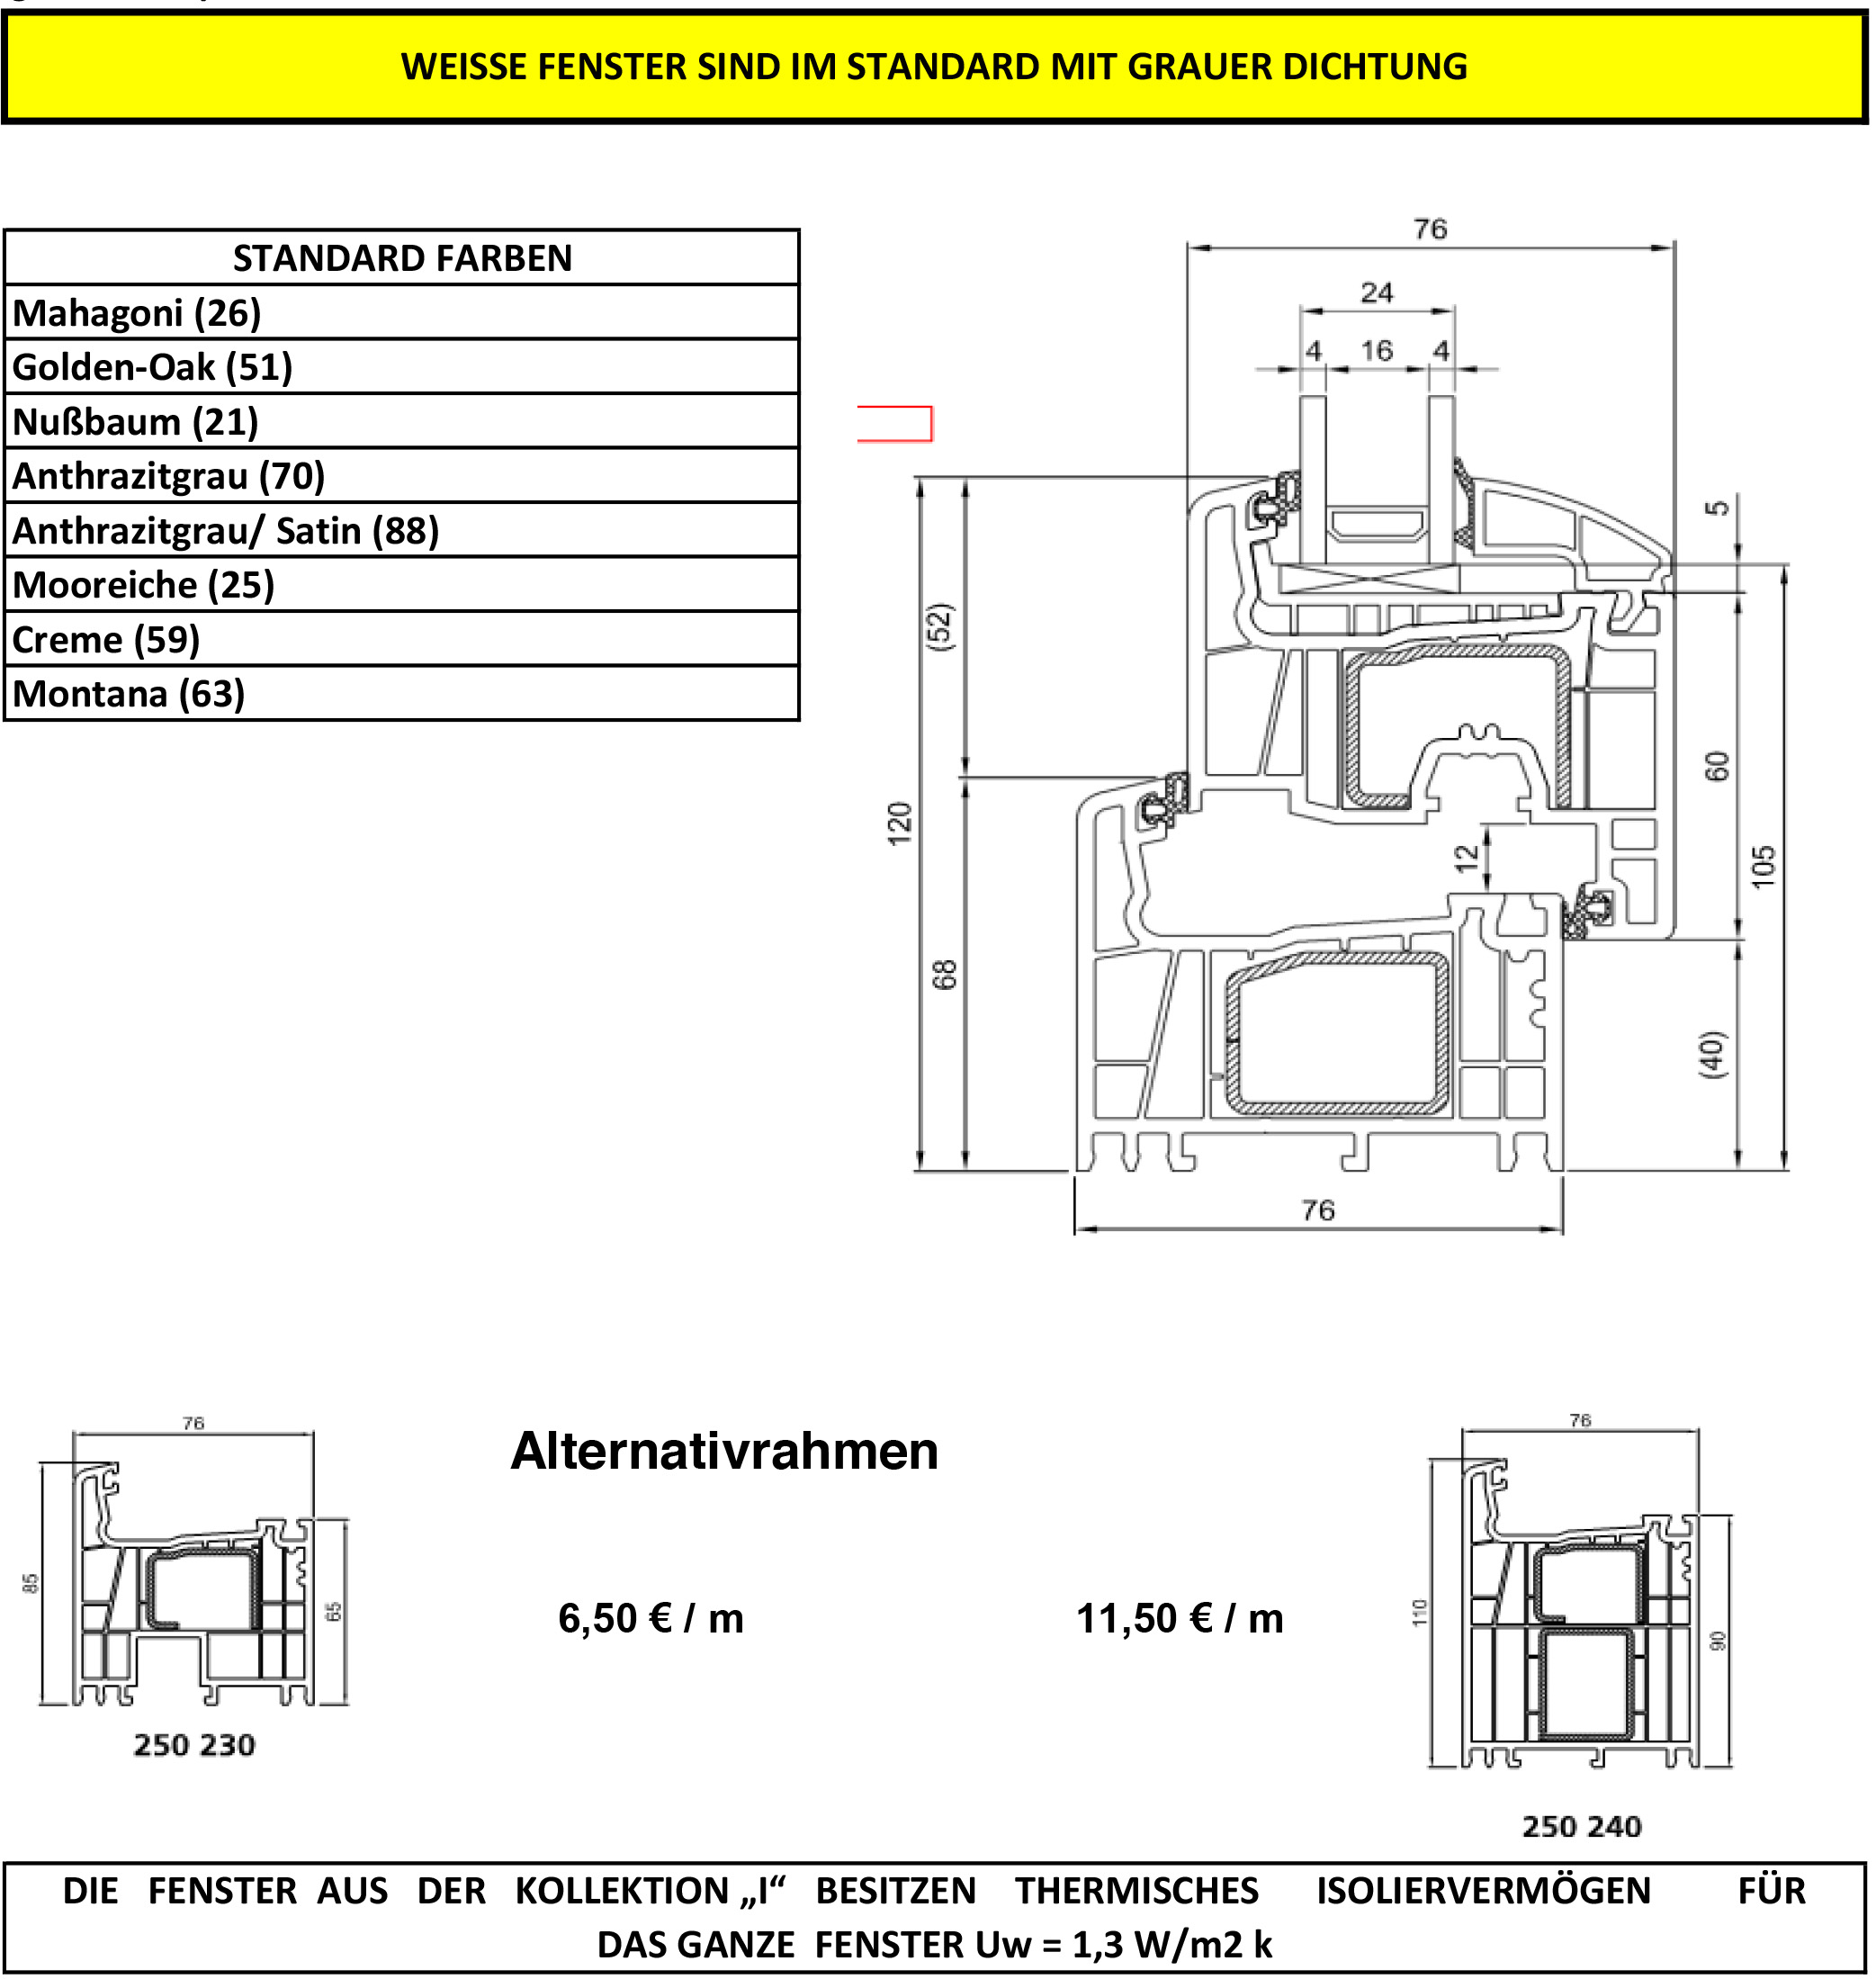 WEISSE FENSTER SIND IM STANDARD MIT GRAUER DICHTUNG
STANDARD FARBEN
Mahagoni (26)
Golden-Oak (51)
Nußbaum (21)
Anthrazitgrau (70)
Anthrazitgrau/ Satin (88)
Mooreiche (25)
Creme (59)
Montana (63)
76
24
4 16 4
5
(52)
60
120
12
105
68
(40)
76
Alternativrahmen
76
85
65
250 230
6,50 € / m
11,50 € / m
76
110
90
250 240
DIE FENSTER AUS DER KOLLEKTION „I“ BESITZEN THERMISCHES ISOLIERVERMÖGEN FÜR
DAS GANZE FENSTER Uw = 1,3 W/m2 k